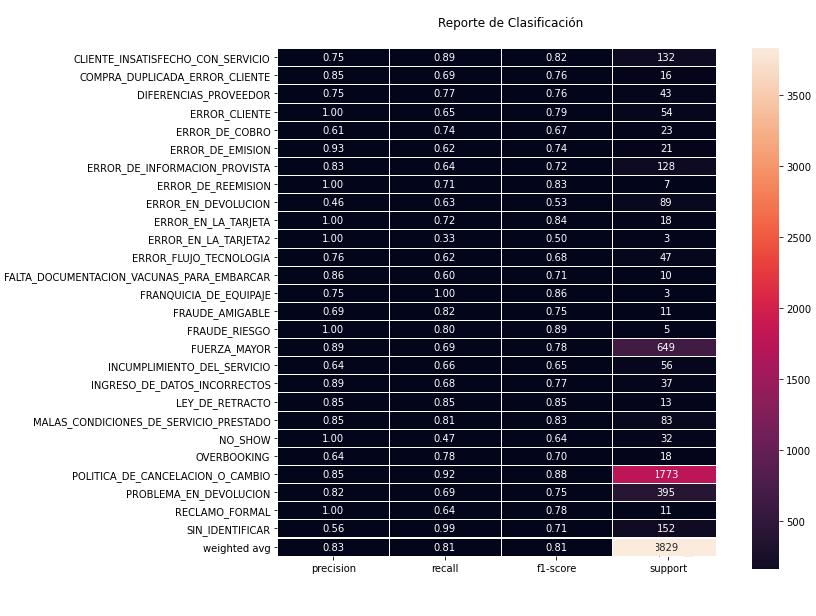 Reporte de Clasificación
CLIENTE_INSATISFECHO_CON_SERVICIO 0.75 0.89 0.82 132
COMPRA_DUPLICADA_ERROR_CLIENTE 0.85 0.69 0.76 16
DIFERENCIAS_PROVEEDOR 0.75 0.77 0.76 43
ERROR_CLIENTE 1.00 0.65 0.79 54
ERROR_DE_COBRO 0.61 0.74 0.67 23
ERROR_DE_EMISION 0.93 0.62 0.74 21
ERROR_DE_INFORMACION_PROVISTA 0.83 0.64 0.72 128
ERROR_DE_REEMISION 1.00 0.71 0.83 7
ERROR_EN_DEVOLUCION 0.46 0.63 0.53 89
ERROR_EN_LA_TARJETA 1.00 0.72 0.84 18
ERROR_EN_LA_TARJETA2 1.00 0.33 0.50 3
ERROR_FLUJO_TECNOLOGIA 0.76 0.62 0.68 47
FALTA_DOCUMENTACION_VACUNAS_PARA_EMBARCAR 0.86 0.60 0.71 10
FRANQUICIA_DE_EQUIPAJE 0.75 1.00 0.86 3
FRAUDE_AMIGABLE 0.69 0.82 0.75 11
FRAUDE_RIESGO 1.00 0.80 0.89 5
FUERZA_MAYOR 0.89 0.69 0.78 649
INCUMPLIMIENTO_DEL_SERVICIO 0.64 0.66 0.65 56
INGRESO_DE_DATOS_INCORRECTOS 0.89 0.68 0.77 37
LEY_DE_RETRACTO 0.85 0.85 0.85 13
MALAS_CONDICIONES_DE_SERVICIO_PRESTADO 0.85 0.81 0.83 83
NO_SHOW 1.00 0.47 0.64 32
OVERBOOKING 0.64 0.78 0.70 18
POLITICA_DE_CANCELACION_O_CAMBIO 0.85 0.92 0.88 1773
PROBLEMA_EN_DEVOLUCION 0.82 0.69 0.75 395
RECLAMO_FORMAL 1.00 0.64 0.78 11
SIN_IDENTIFICAR 0.56 0.99 0.71 152
weighted avg 0.83 0.81 0.81 3829
precision recall f1-score support
3500
3000
2500
2000
1500
1000
500